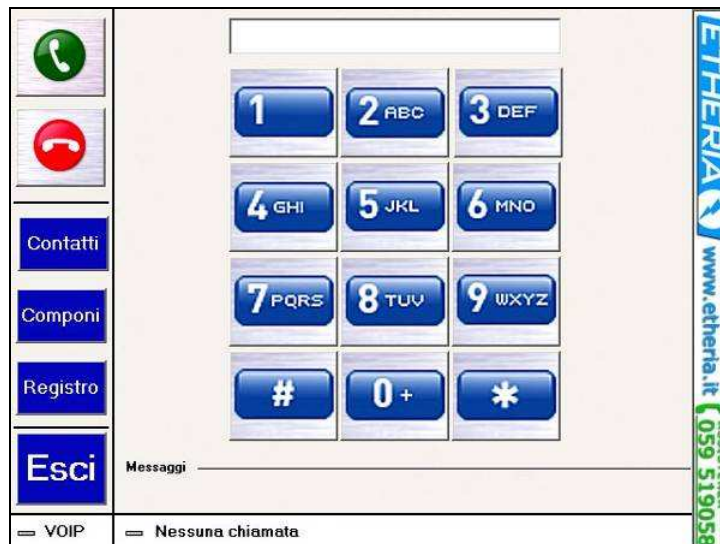 1
2 ABC
3 DEF
4 GHI
5 JKL
6 MNO
7 PQRS
8 TUV
9 WXYZ
#
0 +
*
Contatti
Componi
Registro
Esci
Messaggi
VOIP
Nessuna chiamata
ETHERIA
www.etheria.it
059 519058